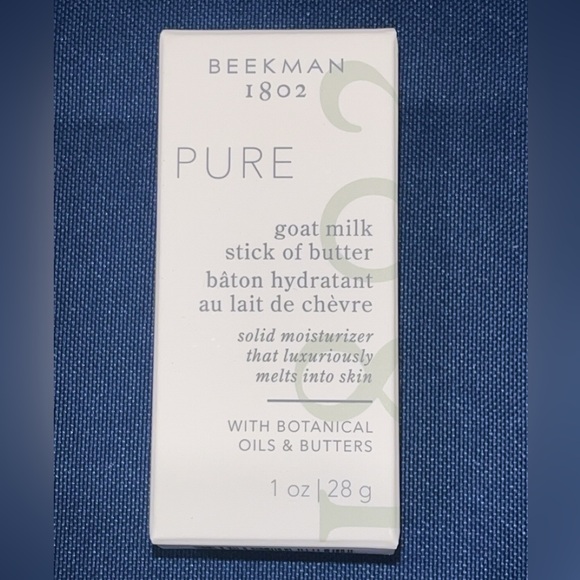 BEEKMAN
1802
PURE
goat milk
stick of butter
bâton hydratant
au lait de chèvre
solid moisturizer
that luxuriously
melts into skin
WITH BOTANICAL
OILS & BUTTERS
1 oz | 28 g
1802